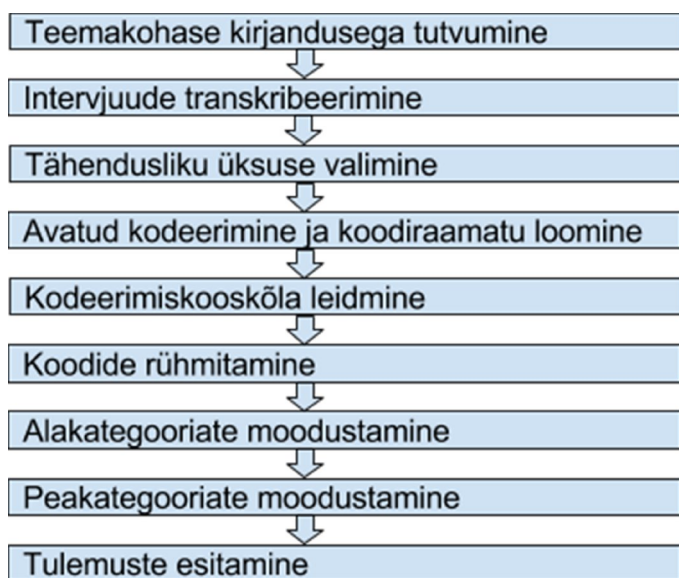 Teemakohase kirjandusega tutvumine
Intervjuude transkribeerimine
Tähendusliku üksuse valimine
Avatud kodeerimine ja koodiraamatu loomine
Kodeerimiskooskõla leidmine
Koodide rühmitamine
Alakategooriate moodustamine
Peakategooriate moodustamine
Tulemuste esitamine